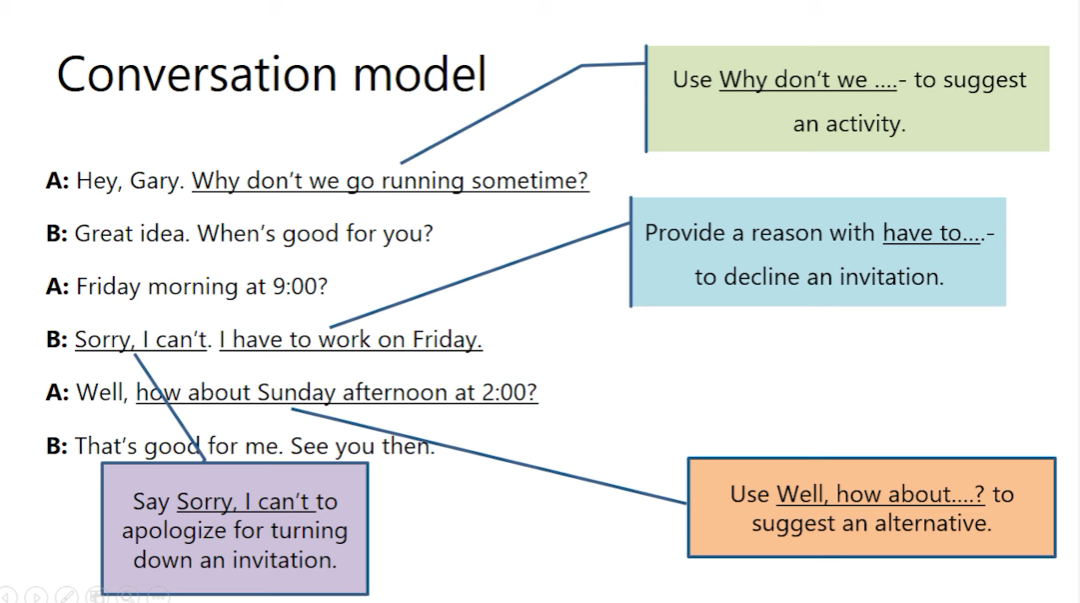 Conversation model
Use Why don't we ....- to suggest
an activity.
A: Hey, Gary. Why don't we go running sometime?
B: Great idea. When's good for you?
Provide a reason with have to....-
to decline an invitation.
A: Friday morning at 9:00?
B: Sorry, I can't. I have to work on Friday.
A: Well, how about Sunday afternoon at 2:00?
B: That's good for me. See you then.
Say Sorry, I can't to
apologize for turning
down an invitation.
Use Well, how about....? to
suggest an alternative.